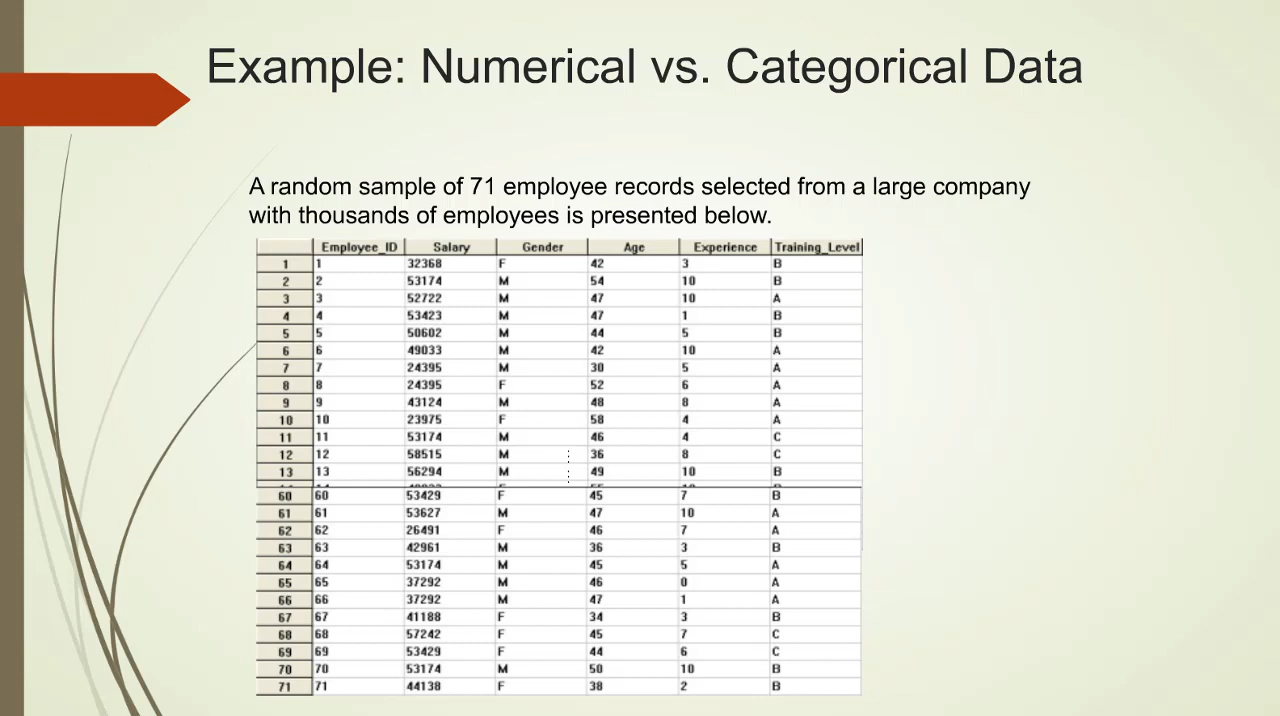 Example: Numerical vs. Categorical Data
A random sample of 71 employee records selected from a large company
with thousands of employees is presented below.
Employee_ID Salary Gender Age Experience Training_Level
1 1 32368 F 42 3 B
2 2 53174 M 54 10 B
3 3 52722 M 47 10 A
4 4 53423 M 47 1 B
5 5 50602 M 44 5 B
6 6 49033 M 42 10 A
7 7 24395 M 30 5 A
8 8 24395 F 52 6 A
9 9 43124 M 48 8 A
10 10 23975 F 58 4 A
11 11 53174 M 46 4 C
12 12 58515 M 36 8 C
13 13 56294 M 49 10 B
60 60 53429 F 45 7 B
61 61 53627 M 47 10 A
62 62 26491 F 46 7 A
63 63 42961 M 36 3 B
64 64 53174 M 45 5 A
65 65 37292 M 46 0 A
66 66 37292 M 47 1 A
67 67 41188 F 34 3 B
68 68 57242 F 45 7 C
69 69 53429 F 44 6 C
70 70 53174 M 50 10 B
71 71 44138 F 38 2 B